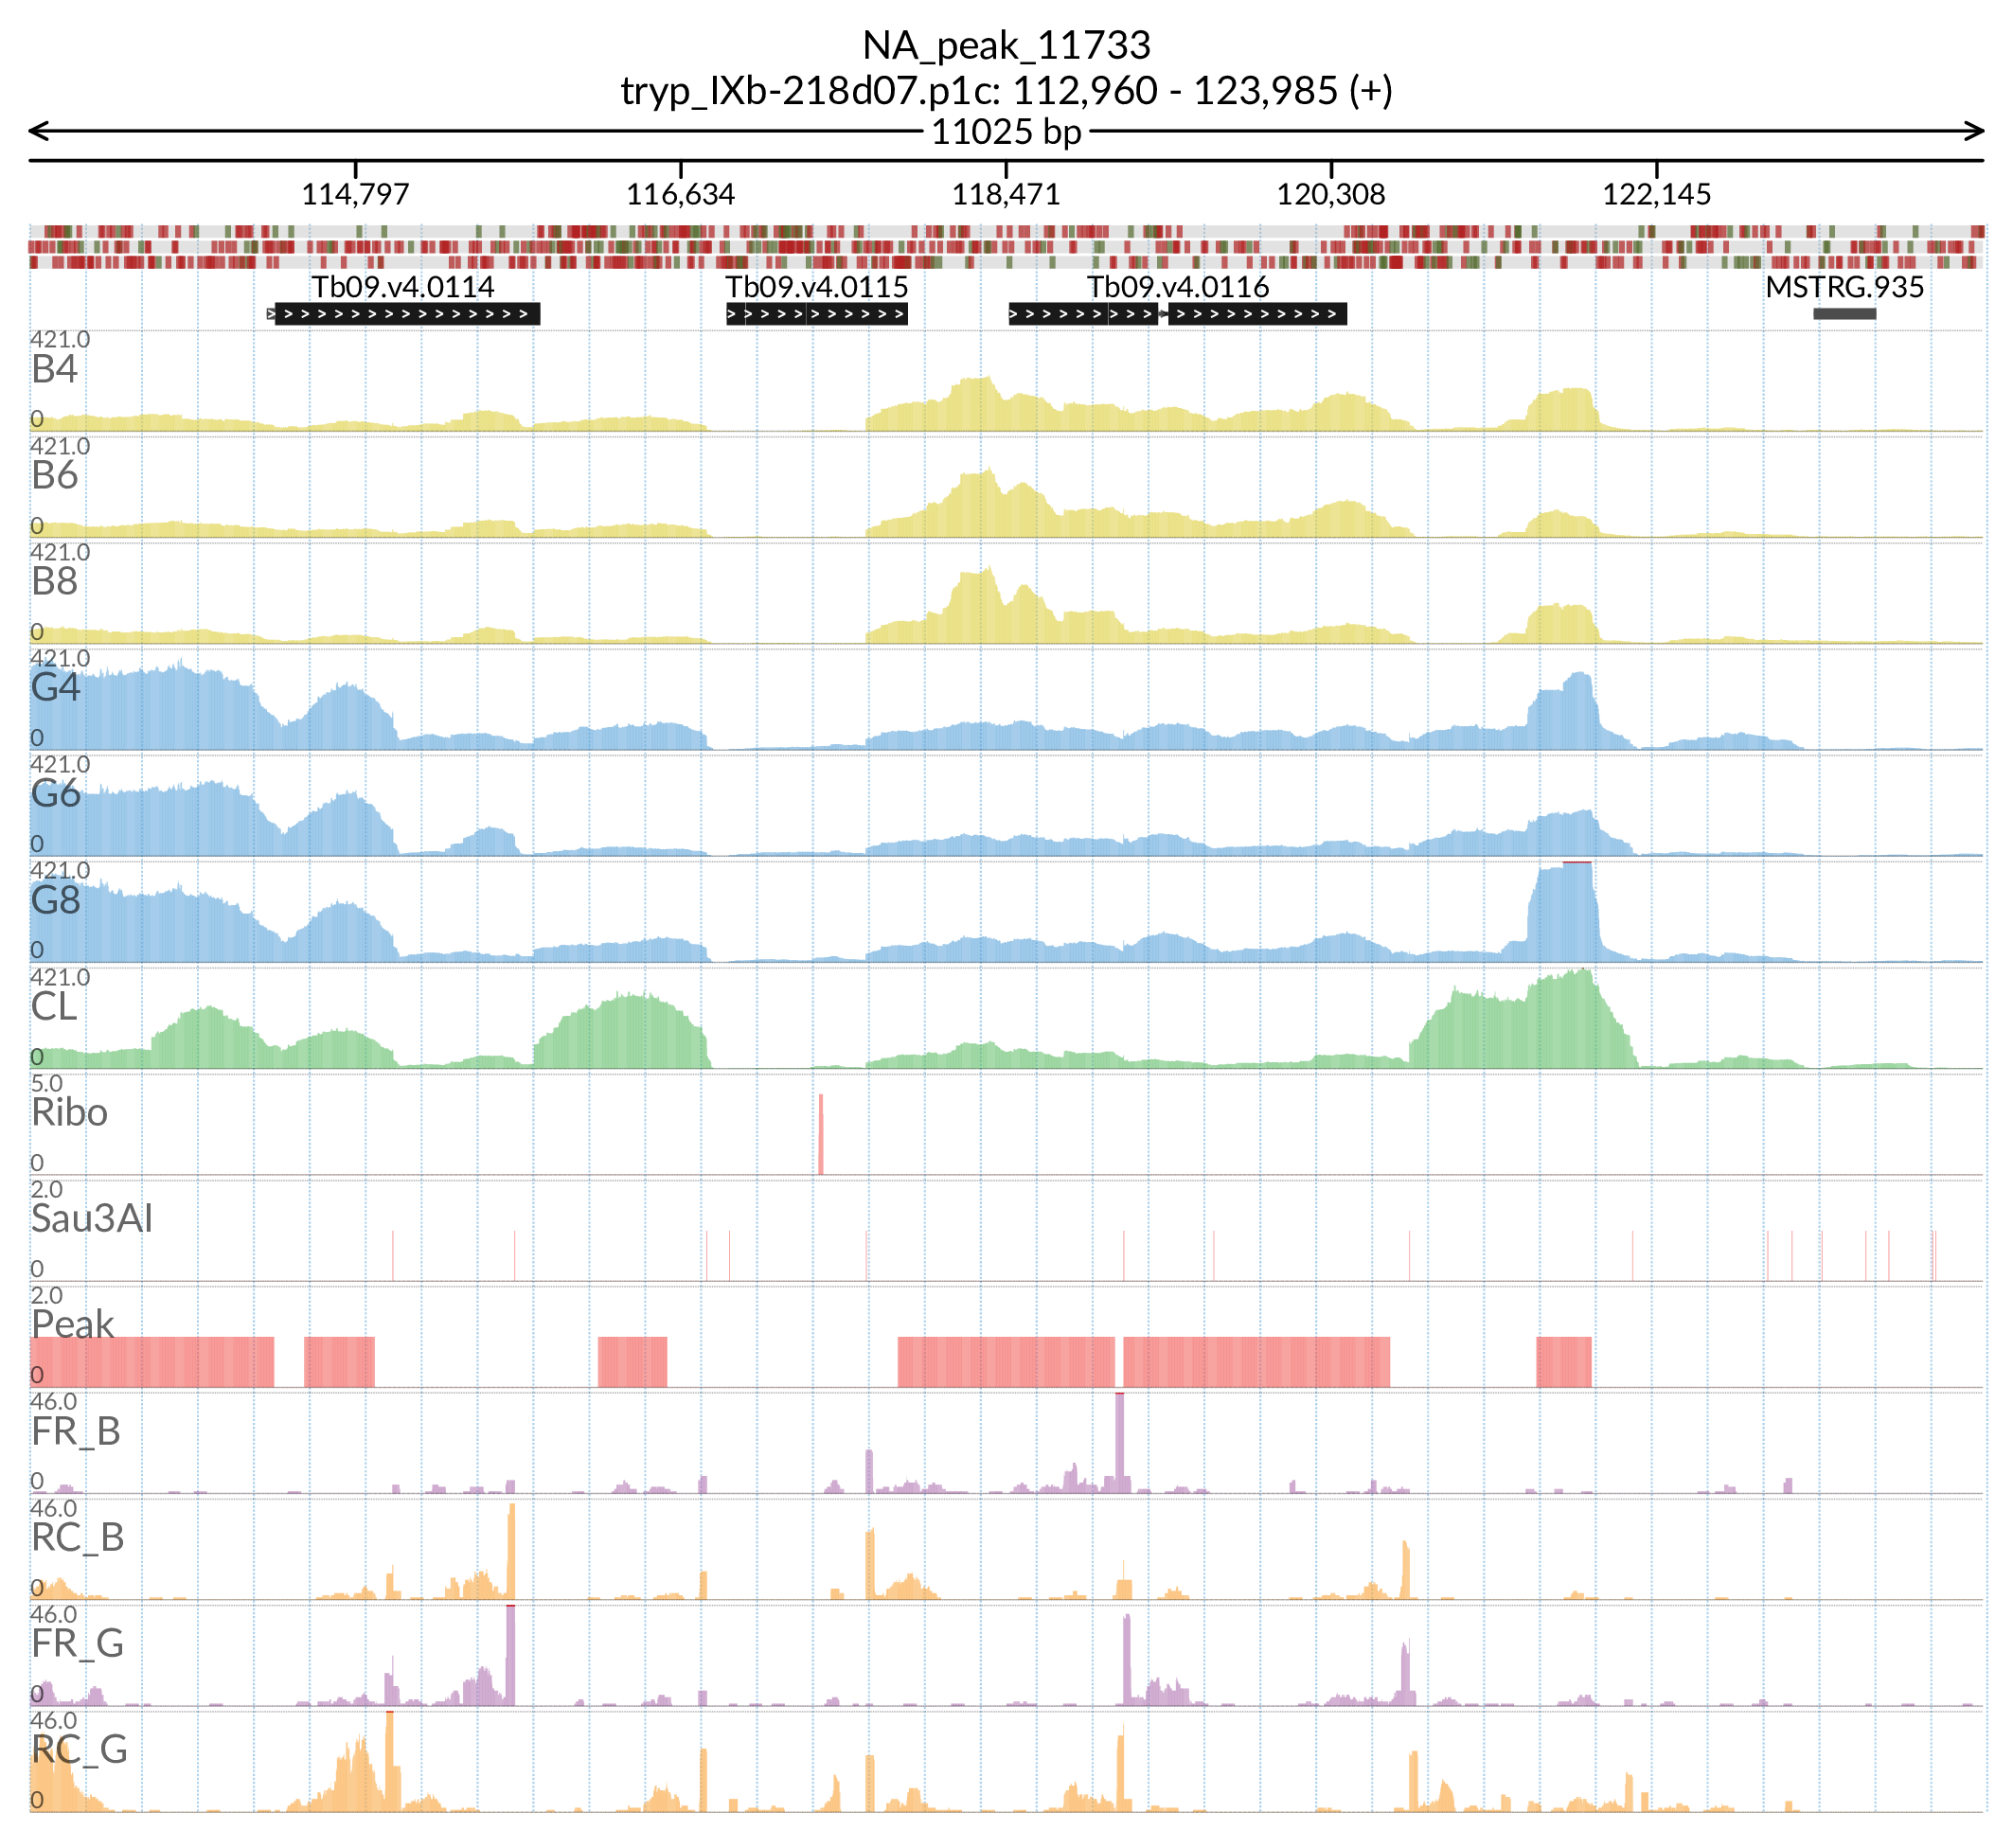 NA_peak_11733
tryp_IXb-218d07.p1c: 112,960 - 123,985 (+)
11025 bp
114,797 116,634 118,471 120,308 122,145
Tb09.v4.0114 Tb09.v4.0115 Tb09.v4.0116 MSTRG.935
421.0
B4
0
421.0
B6
0
421.0
B8
0
421.0
G4
0
421.0
G6
0
421.0
G8
0
421.0
CL
0
5.0
Ribo
0
2.0
Sau3AI
0
2.0
Peak
0
46.0
FR_B
0
46.0
RC_B
0
46.0
FR_G
0
46.0
RC_G
0